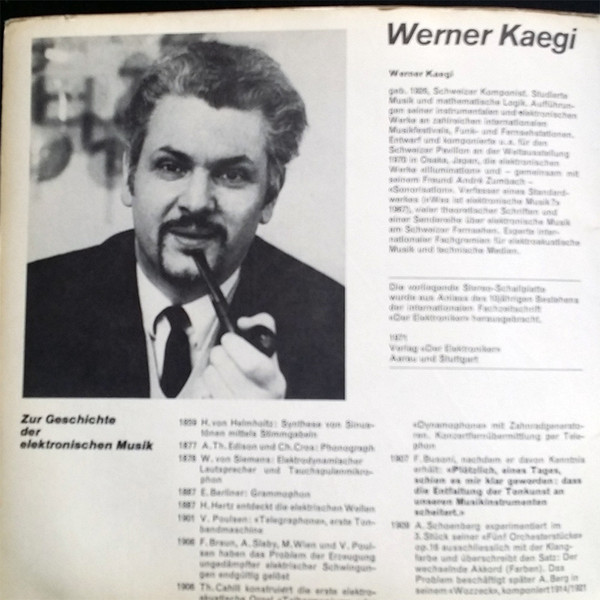 Werner Kaegi
Werner Kaegi
geb. 1926, Schweizer Komponist. Studierte
Musik und mathematische Logik. Aufführun-
gen seiner instrumentalen und elektronischen
Werke an zahlreichen internationalen
Musikfestivals, Funk- und Fernsehstationen.
Entwarf und komponierte u.a. für den
Schweizer Pavillon an der Weltausstellung
1970 in Osaka, Japan, die elektronischen
Werke «Illumination» und – gemeinsam mit
seinem Freund André Zumbach –
«Sonorisation». Verfasser eines Standard-
werkes («Was ist elektronische Musik?»
1967), vieler theoretischer Schriften und
einer Sendereihe über elektronische Musik
am Schweizer Fernsehen. Experte inter-
nationaler Fachgremien für elektroakustische
Musik und technische Medien.
Die vorliegende Stereo-Schallplatte
wurde aus Anlass des 10jährigen Bestehens
der internationalen Fachzeitschrift
«Der Elektroniker» herausgebracht.
1971
Verlag «Der Elektroniker»
Aarau und Stuttgart
Zur Geschichte
der
elektronischen Musik
1859 H. von Helmholtz: Synthese von Sinus-
tönen mittels Stimmgabeln
1877 A. Th. Edison und Ch. Cros: Phonograph
1878 W. von Siemens: Elektrodynamischer
Lautsprecher und Tauchspulenmikro-
phon
1887 E. Berliner: Grammophon
1887 H. Hertz entdeckt die elektrischen Wellen
1901 V. Poulsen: «Telegraphone», erste Ton-
bandmaschine
1906 F. Braun, A. Slaby, M. Wien und V. Poul-
sen haben das Problem der Erzeugung
ungedämpfter elektrischer Schwingun-
gen endgültig gelöst
1906 Th. Cahill konstruiert die erste elektro-
«Dynamophone» mit Zahnradgenerato-
ren. Konzertfernübermittlung per Tele-
phon
1907 F. Busoni, nachdem er davon Kenntnis
erhält: «Plötzlich, eines Tages,
schien es mir klar geworden: dass
die Entfaltung der Tonkunst an
unseren Musikinstrumenten
scheitert.»
1909 A. Schoenberg experimentiert im
3. Stück seiner «Fünf Orchesterstücke»
op.16 ausschliesslich mit der Klang-
farbe und überschreibt den Satz: Der
wechselnde Akkord (Farben). Das
Problem beschäftigt später A. Berg in
seinem «Wozzeck», komponiert 1914/1921